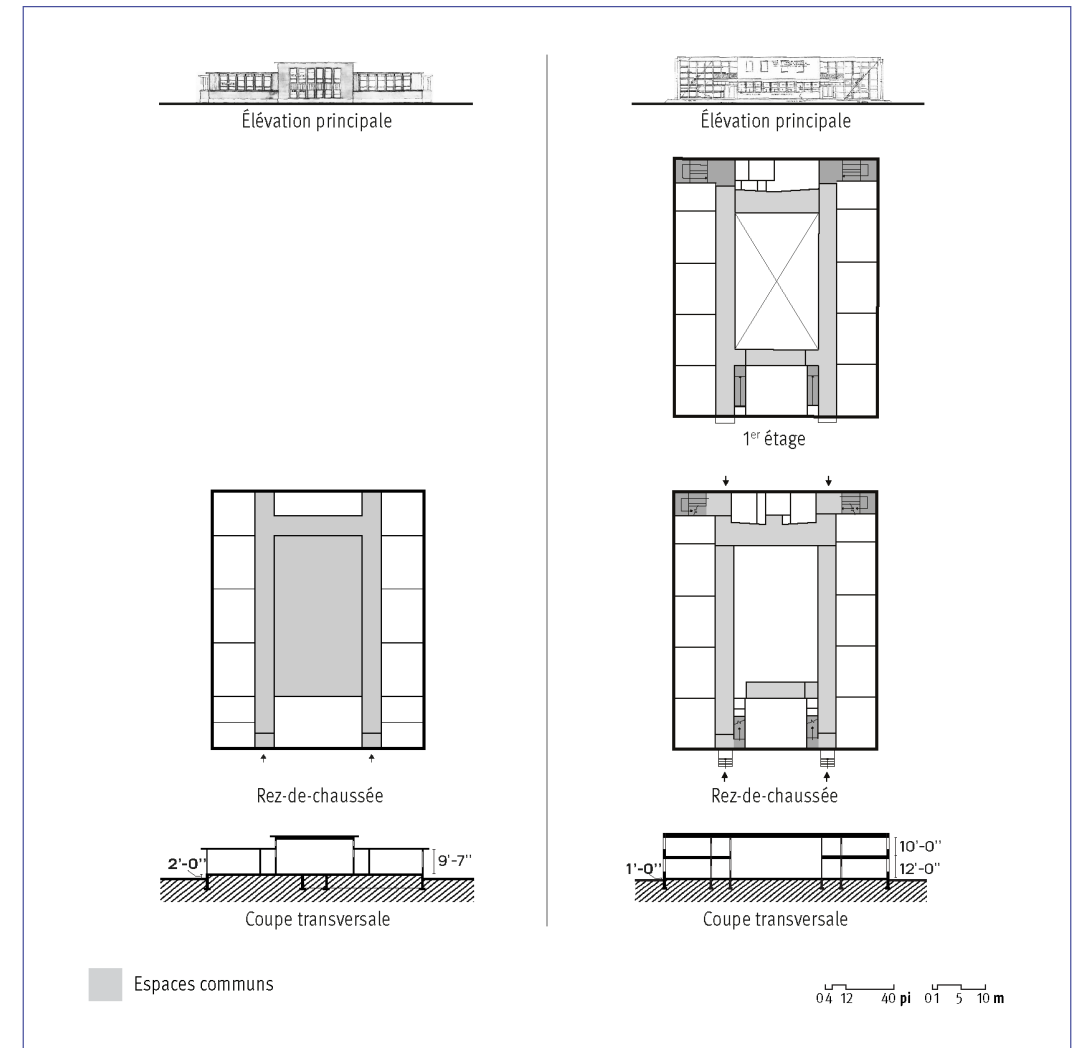 Élévation principale
Élévation principale
1er étage
Rez-de-chaussée
Rez-de-chaussée
2'-0''
9'-7''
1'-0''
10'-0''
12'-0''
Coupe transversale
Coupe transversale
Espaces communs
0 4 12 40 pi 0 1 5 10 m